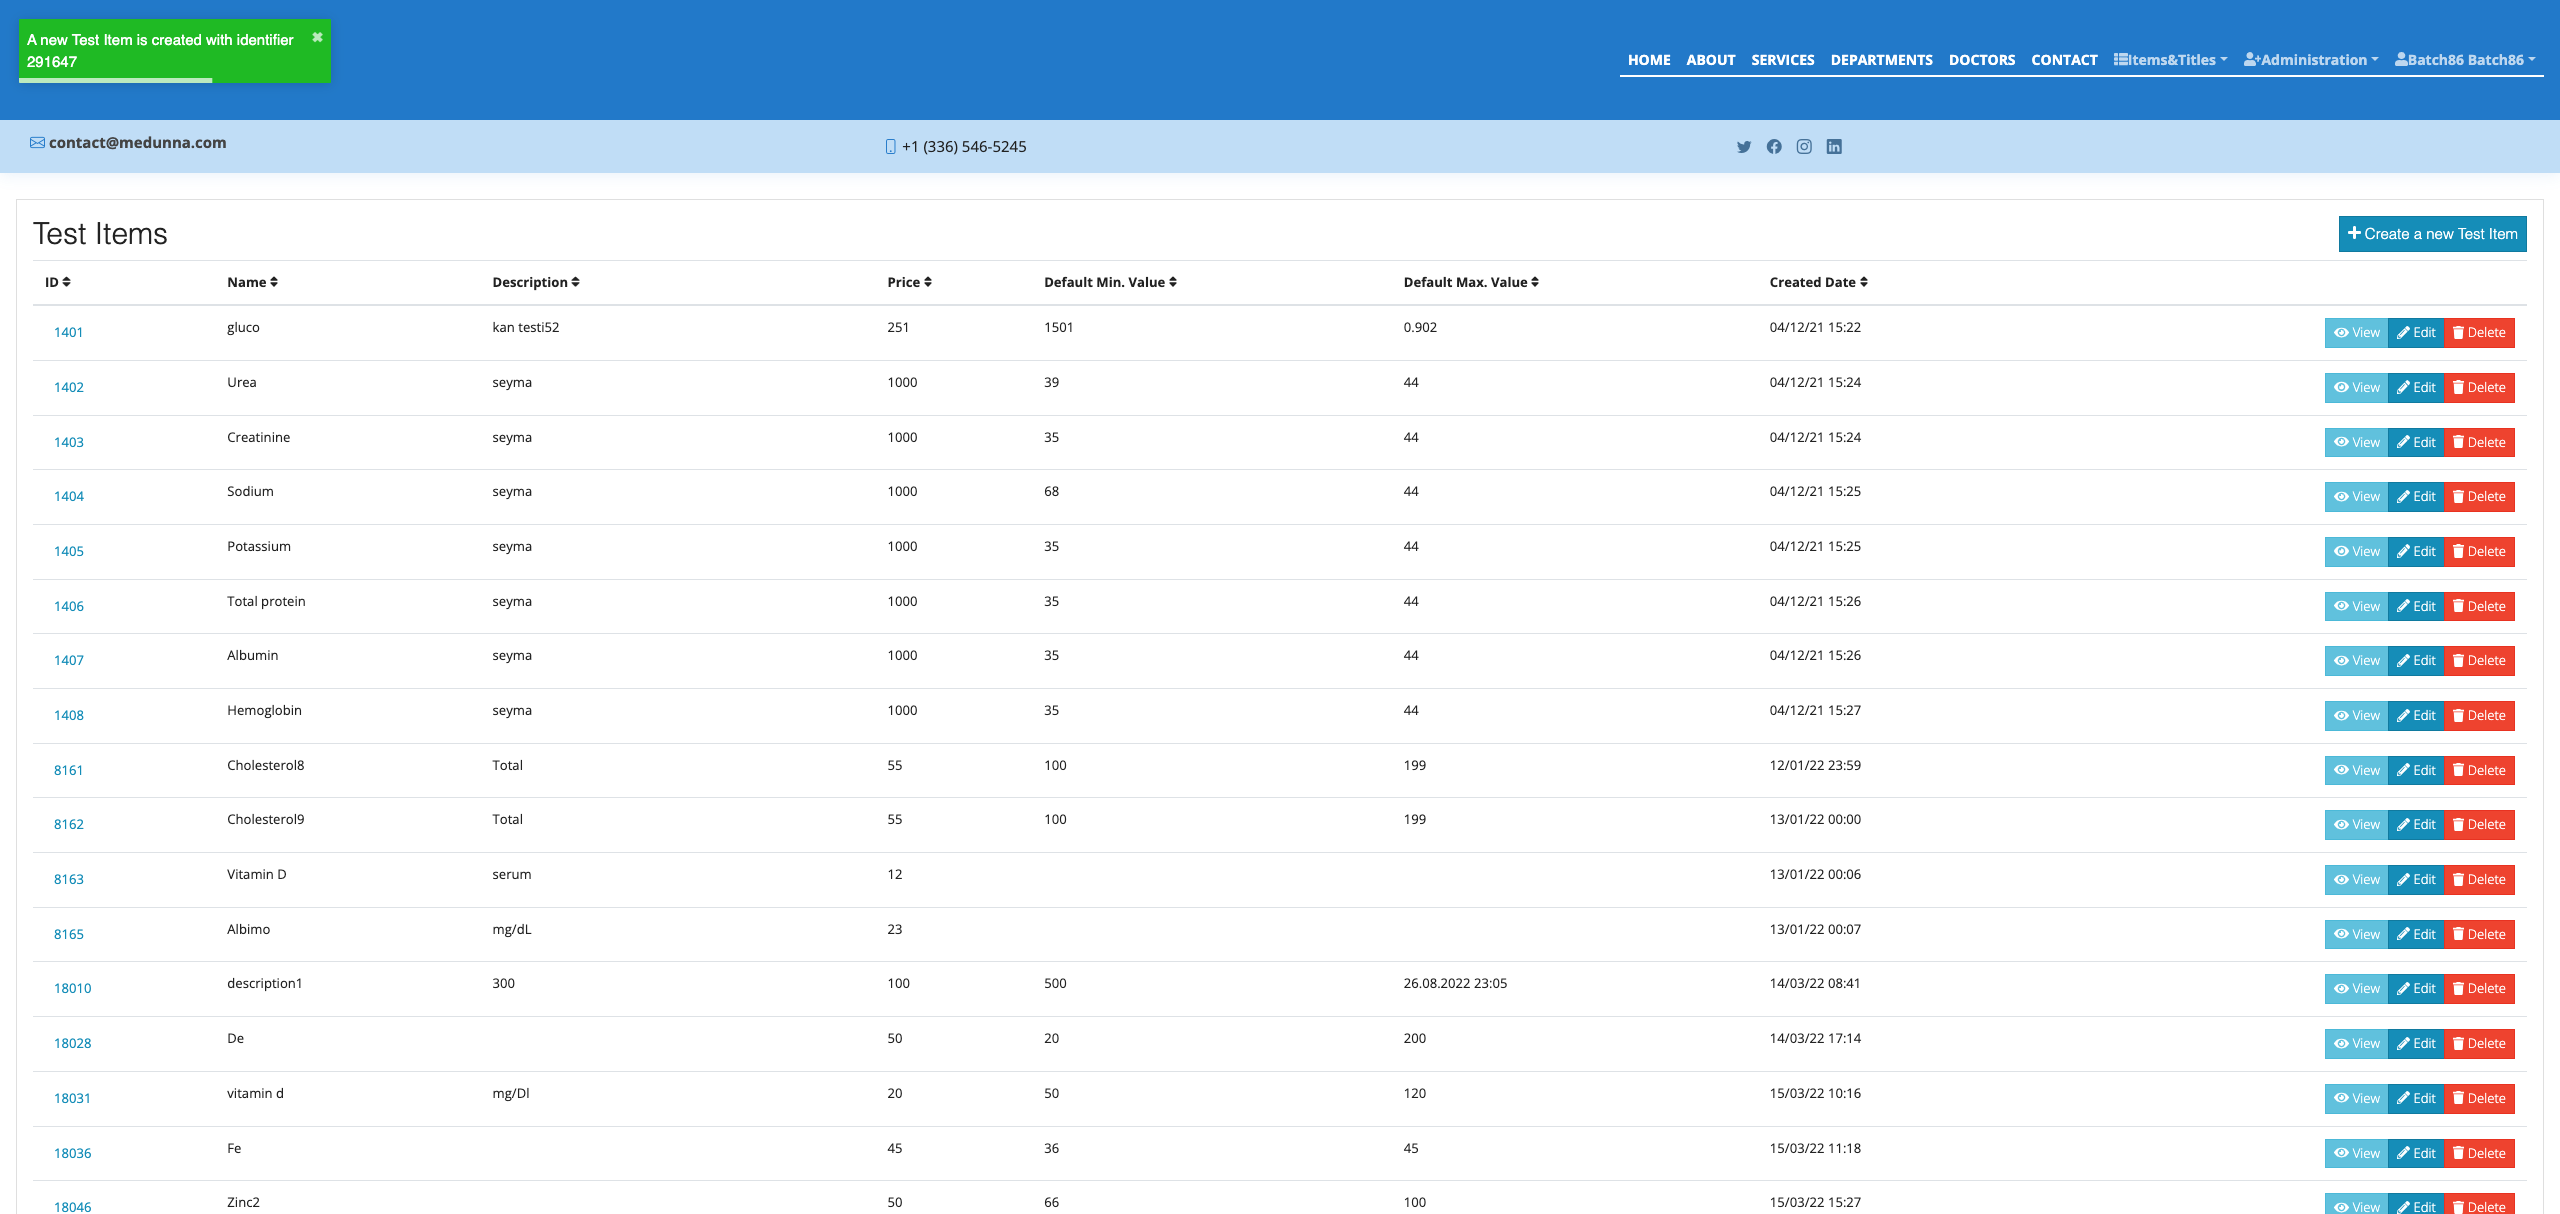 A new Test Item is created with identifier
291647
HOME ABOUT SERVICES DEPARTMENTS DOCTORS CONTACT Items&Titles Administration Batch86 Batch86
contact@medunna.com +1 (336) 546-5245
Test Items Create a new Test Item
ID Name Description Price Default Min. Value Default Max. Value Created Date
1401 gluco kan testi52 251 1501 0.902 04/12/21 15:22 View Edit Delete
1402 Urea seyma 1000 39 44 04/12/21 15:24 View Edit Delete
1403 Creatinine seyma 1000 35 44 04/12/21 15:24 View Edit Delete
1404 Sodium seyma 1000 68 44 04/12/21 15:25 View Edit Delete
1405 Potassium seyma 1000 35 44 04/12/21 15:25 View Edit Delete
1406 Total protein seyma 1000 35 44 04/12/21 15:26 View Edit Delete
1407 Albumin seyma 1000 35 44 04/12/21 15:26 View Edit Delete
1408 Hemoglobin seyma 1000 35 44 04/12/21 15:27 View Edit Delete
8161 Cholesterol8 Total 55 100 199 12/01/22 23:59 View Edit Delete
8162 Cholesterol9 Total 55 100 199 13/01/22 00:00 View Edit Delete
8163 Vitamin D serum 12 13/01/22 00:06 View Edit Delete
8165 Albimo mg/dL 23 13/01/22 00:07 View Edit Delete
18010 description1 300 100 500 26.08.2022 23:05 14/03/22 08:41 View Edit Delete
18028 De 50 20 200 14/03/22 17:14 View Edit Delete
18031 vitamin d mg/Dl 20 50 120 15/03/22 10:16 View Edit Delete
18036 Fe 45 36 45 15/03/22 11:18 View Edit Delete
18046 Zinc2 50 66 100 15/03/22 15:27 View Edit Delete